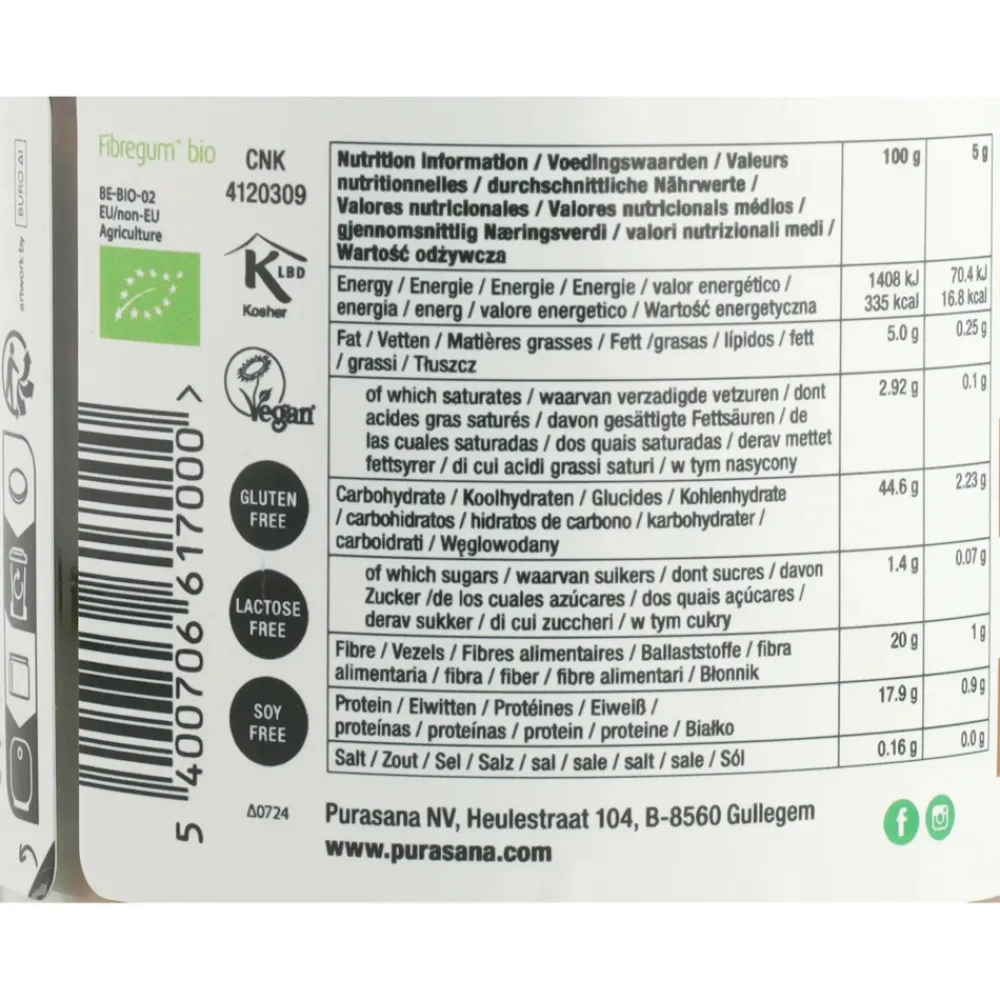 Fibregum™ bio
CNK
4120309
BE-BIO-02
EU/non-EU
Agriculture
K LBD
Kosher
Vegan
GLUTEN
FREE
LACTOSE
FREE
SOY
FREE
Δ0724
5 400706 617000 >
artwork by BURO AI
Nutrition information / Voedingswaarden / Valeurs
nutritionnelles / durchschnittliche Nährwerte /
Valores nutricionales / Valores nutricionais médios /
gjennomsnittlig Næringsverdi / valori nutrizionali medi /
Wartość odżywcza
100 g 5 g
Energy / Energie / Energie / Energie / valor energético /
energia / energ / valore energetico / Wartość energetyczna
1408 kJ 70.4 kJ
335 kcal 16.8 kcal
Fat / Vetten / Matières grasses / Fett /grasas / lípidos / fett
/ grassi / Tłuszcz
5.0 g 0.25 g
of which saturates / waarvan verzadigde vetzuren / dont
acides gras saturés / davon gesättigte Fettsäuren / de
las cuales saturadas / dos quais saturadas / derav mettet
fettsyrer / di cui acidi grassi saturi / w tym nasycony
2.92 g 0.1 g
Carbohydrate / Koolhydraten / Glucides / Kohlenhydrate
/ carbohidratos / hidratos de carbono / karbohydrater /
carboidrati / Węglowodany
44.6 g 2.23 g
of which sugars / waarvan suikers / dont sucres / davon
Zucker /de los cuales azúcares / dos quais açúcares /
derav sukker / di cui zuccheri / w tym cukry
1.4 g 0.07 g
Fibre / Vezels / Fibres alimentaires / Ballaststoffe / fibra
alimentaria / fibra / fiber / fibre alimentari / Błonnik
20 g 1 g
Protein / Eiwitten / Protéines / Eiweiß /
proteínas / proteínas / protein / proteine / Białko
17.9 g 0.9 g
Salt / Zout / Sel / Salz / sal / sale / salt / sale / Sól
0.16 g 0.0 g
Purasana NV, Heulestraat 104, B-8560 Gullegem
www.purasana.com
f